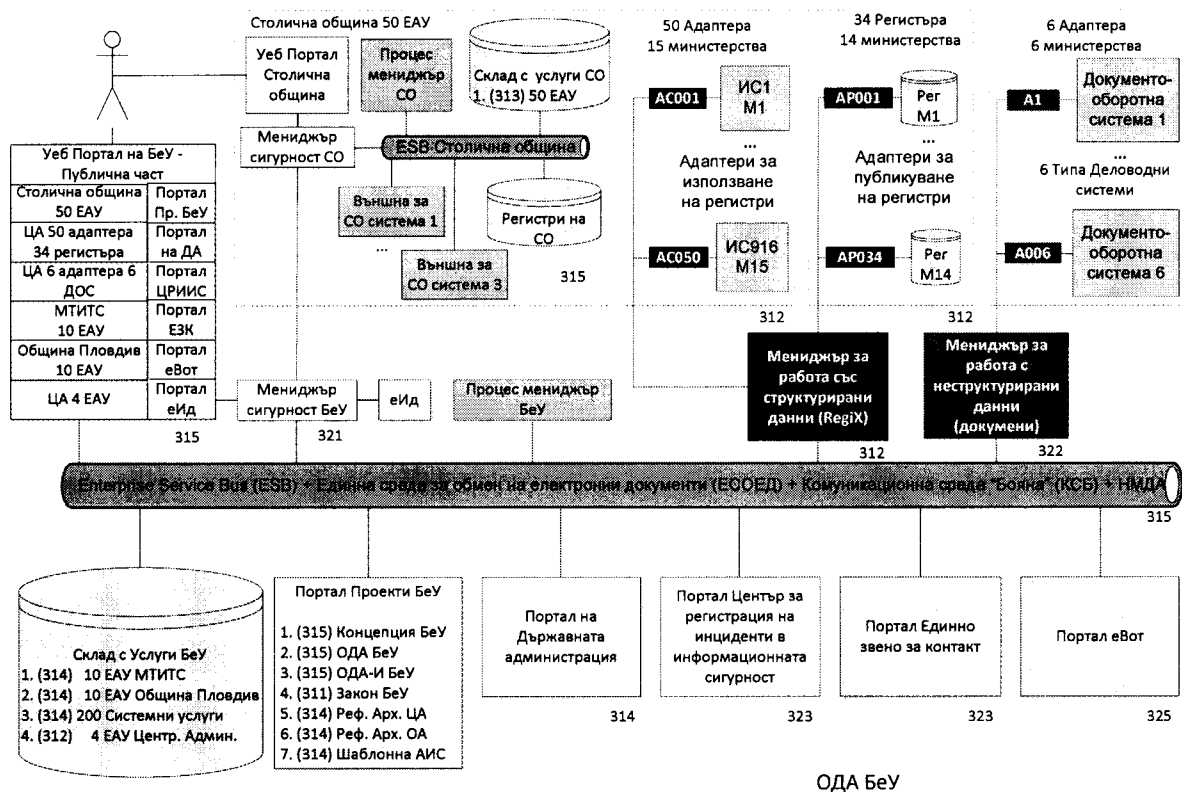 Столична община 50 ЕАУ
Уеб Портал
Столична
община
Процес
мениджър
СО
Склад с услуги СО
1. (313) 50 ЕАУ
Мениджър
сигурност СО
ESB Столична община
Външна за
СО система 1
...
Външна за
СО система 3
Регистри на
СО
315
50 Адаптера
15 министерства
AC001
ИС1
М1
...
Адаптери за
използване
на регистри
AC050
ИС916
М15
312
34 Регистъра
14 министерства
AP001
Рег
М1
...
Адаптери за
публикуване
на регистри
AP034
Рег
М14
312
6 Адаптера
6 министерства
A1
Документо-
оборотна
система 1
...
6 Типа Деловодни
системи
A006
Документо-
оборотна
система 6
Уеб Портал на БеУ -
Публична част
Столична община
50 ЕАУ
Портал
Пр. БеУ
ЦА 50 адаптера
34 регистъра
Портал
на ДА
ЦА 6 адаптера 6
ДОС
Портал
ЦРИИС
МТИТС
10 ЕАУ
Портал
ЕЗК
Община Пловдив
10 ЕАУ
Портал
еВот
ЦА 4 ЕАУ
Портал
еИд
315
Мениджър
сигурност БеУ
321
еИд
Процес мениджър
БеУ
Мениджър за
работа със
структурирани
данни (RegiX)
312
Мениджър за
работа с
неструктурирани
данни
(докумени)
322
Enterprise Service Bus (ESB) + Единна среда за обмен на електронни документи (ЕСОЕД) + Комуникационна среда "Бояна" (КСБ) + НМДА
315
Склад с Услуги БеУ
1. (314) 10 ЕАУ МТИТС
2. (314) 10 ЕАУ Община Пловдив
3. (314) 200 Системни услуги
4. (312) 4 ЕАУ Центр. Админ.
Портал Проекти БеУ
1. (315) Концепция БеУ
2. (315) ОДА БеУ
3. (315) ОДА-И БеУ
4. (311) Закон БеУ
5. (314) Реф. Арх. ЦА
6. (314) Реф. Арх. ОА
7. (314) Шаблонна АИС
Портал на
Държавната
администрация
314
Портал Център за
регистрация на
инциденти в
информационната
сигурност
323
Портал Единно
звено за контакт
323
Портал еВот
325
ОДА БеУ